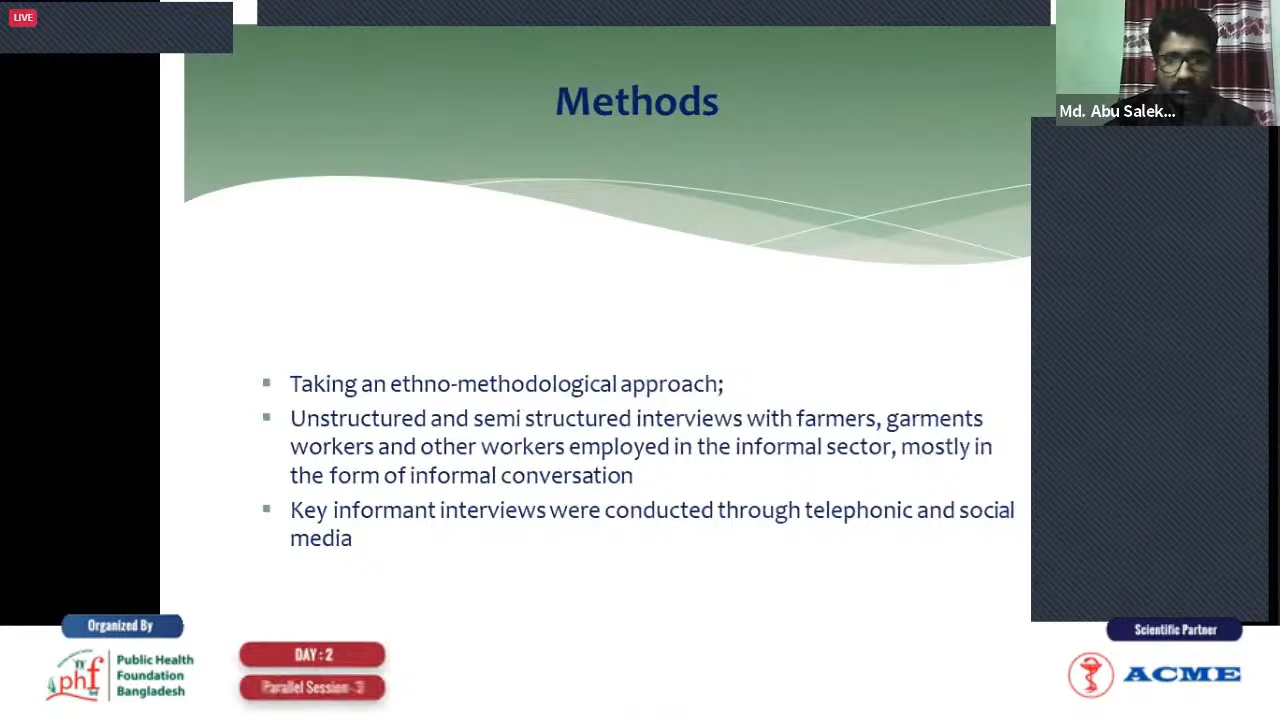 LIVE
Methods
Md. Abu Salek...
Taking an ethno-methodological approach;
Unstructured and semi structured interviews with farmers, garments
workers and other workers employed in the informal sector, mostly in
the form of informal conversation
Key informant interviews were conducted through telephonic and social
media
Organized By
phf
Public Health
Foundation
Bangladesh
DAY : 2
Parallel Session- 3
Scientific Partner
ACME